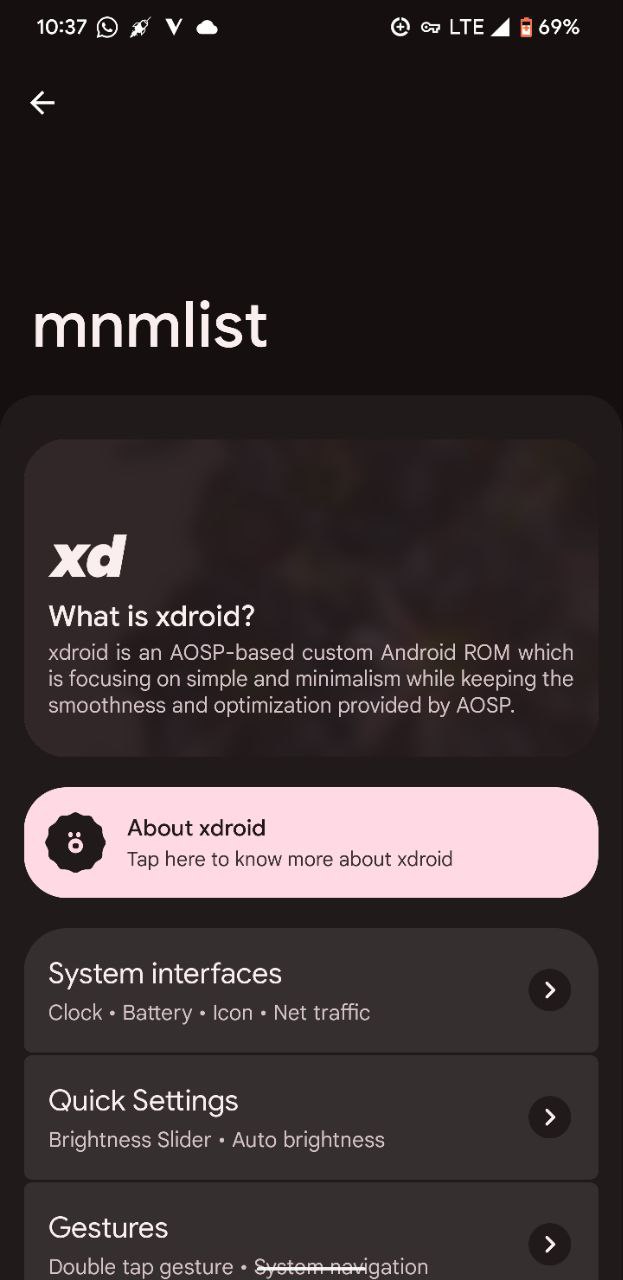 10:37 LTE 69%
mnmlist
xd
What is xdroid?
xdroid is an AOSP-based custom Android ROM which
is focusing on simple and minimalism while keeping the
smoothness and optimization provided by AOSP.
About xdroid
Tap here to know more about xdroid
System interfaces
Clock • Battery • Icon • Net traffic
Quick Settings
Brightness Slider • Auto brightness
Gestures
Double tap gesture • System navigation